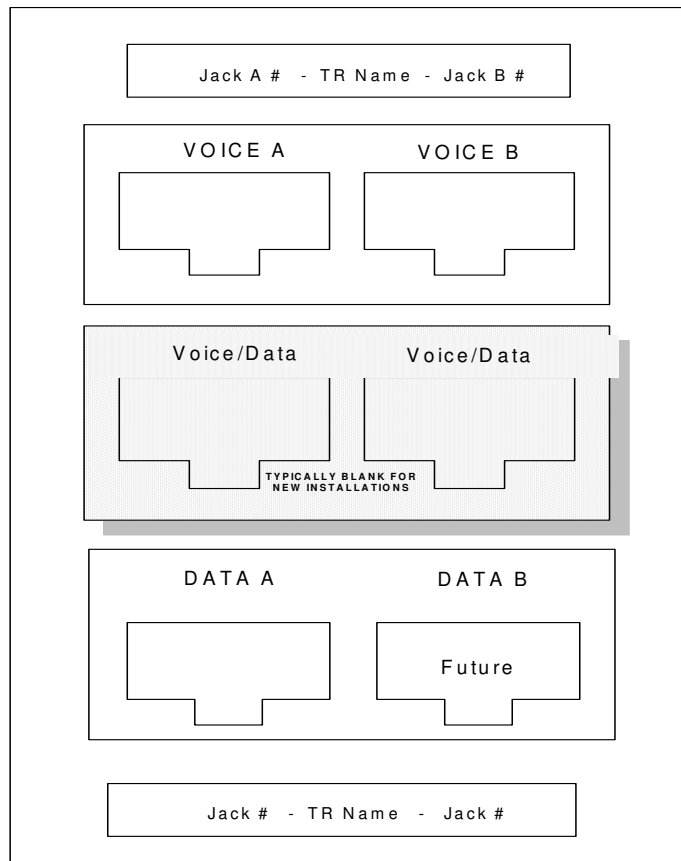 Jack A # - TR Name - Jack B #
VOICE A VOICE B
Voice/Data Voice/Data
TYPICALLY BLANK FOR
NEW INSTALLATIONS
DATA A DATA B
Future
Jack # - TR Name - Jack #